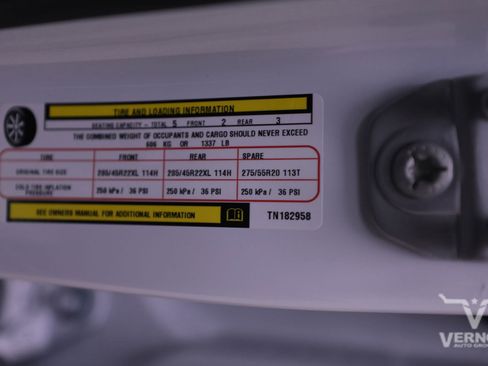 TIRE AND LOADING INFORMATION
SEATING CAPACITY - TOTAL 5 FRONT 2 REAR 3
THE COMBINED WEIGHT OF OCCUPANTS AND CARGO SHOULD NEVER EXCEED
606 KG OR 1337 LB
TIRE FRONT REAR SPARE
ORIGINAL TIRE SIZE 285/45R22XL 114H 285/45R22XL 114H 275/55R20 113T
COLD TIRE INFLATION PRESSURE 250 kPa / 36 PSI 250 kPa / 36 PSI 250 kPa / 36 PSI
SEE OWNERS MANUAL FOR ADDITIONAL INFORMATION TN182958
AUTO GROU